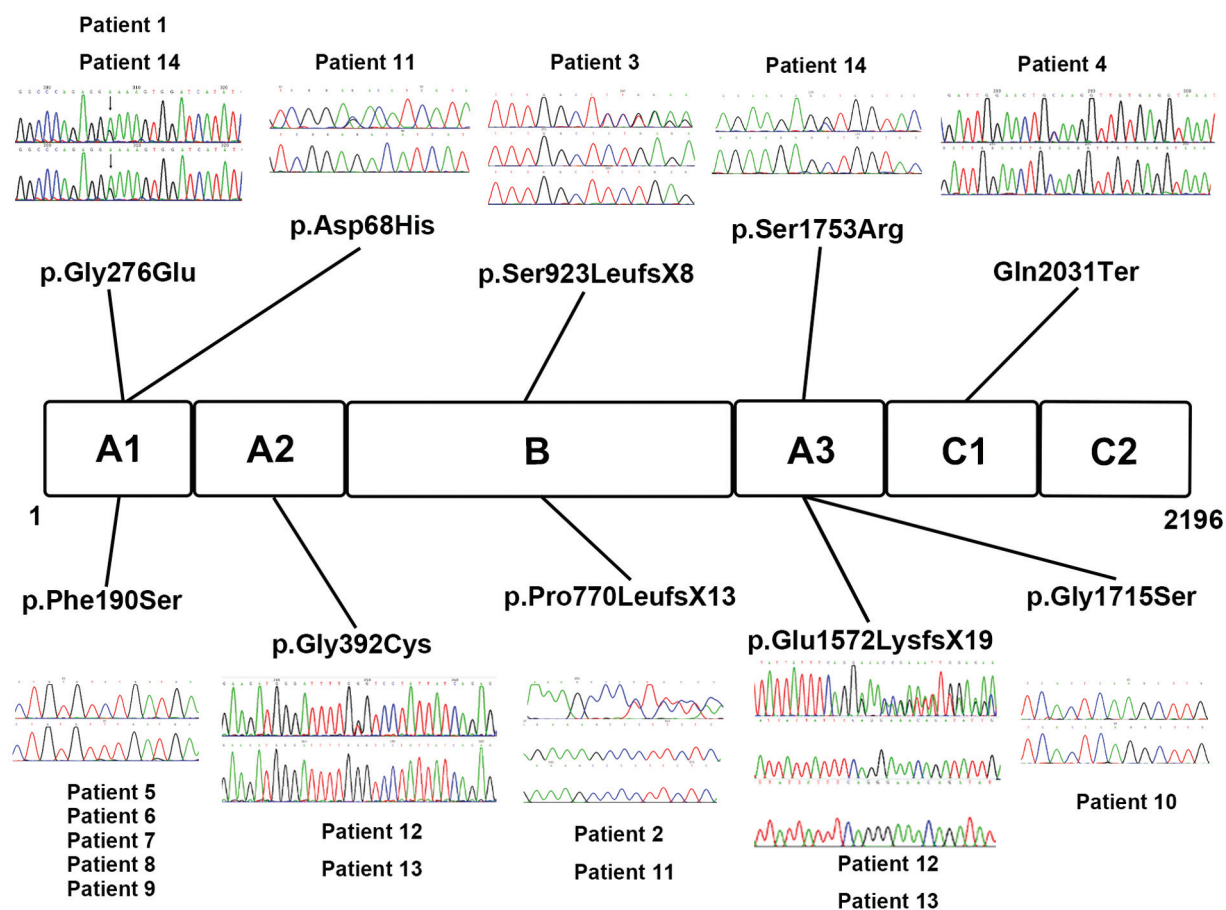 Patient 1
Patient 14
Patient 11
Patient 3
Patient 14
Patient 4
p.Gly276Glu
p.Asp68His
p.Ser923LeufsX8
p.Ser1753Arg
Gln2031Ter
A1
A2
B
A3
C1
C2
1
2196
p.Phe190Ser
p.Gly392Cys
p.Pro770LeufsX13
p.Glu1572LysfsX19
p.Gly1715Ser
Patient 5
Patient 6
Patient 7
Patient 8
Patient 9
Patient 12
Patient 13
Patient 2
Patient 11
Patient 12
Patient 13
Patient 10